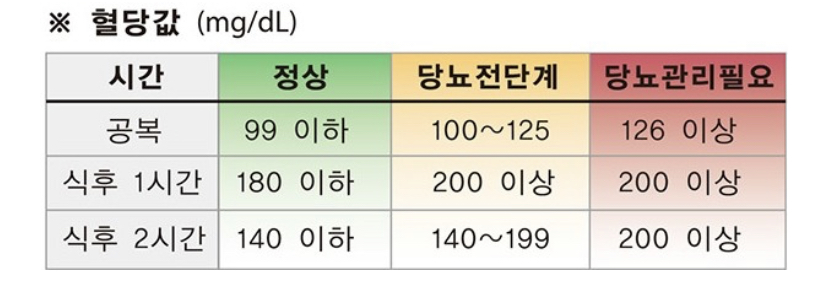 ※ 혈당값 (mg/dL)
시간 정상 당뇨전단계 당뇨관리필요
공복 99 이하 100~125 126 이상
식후 1시간 180 이하 200 이상 200 이상
식후 2시간 140 이하 140~199 200 이상